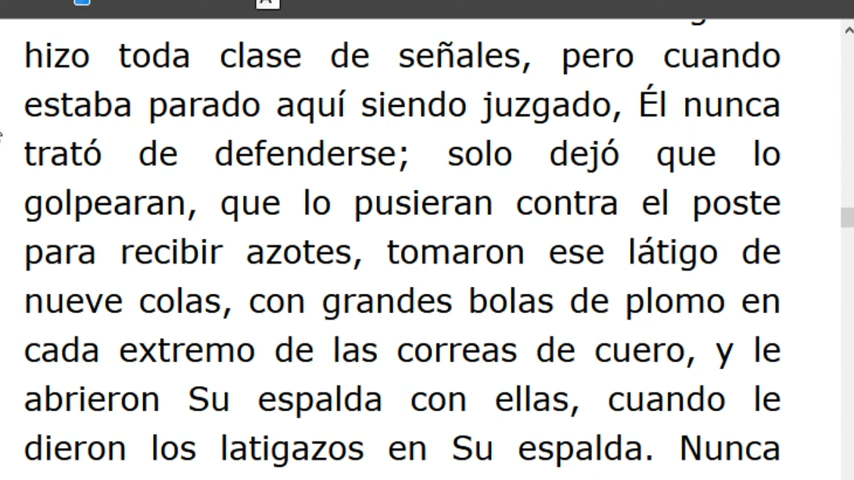 hizo toda clase de señales, pero cuando
estaba parado aquí siendo juzgado, Él nunca
trató de defenderse; solo dejó que lo
golpearan, que lo pusieran contra el poste
para recibir azotes, tomaron ese látigo de
nueve colas, con grandes bolas de plomo en
cada extremo de las correas de cuero, y le
abrieron Su espalda con ellas, cuando le
dieron los latigazos en Su espalda. Nunca